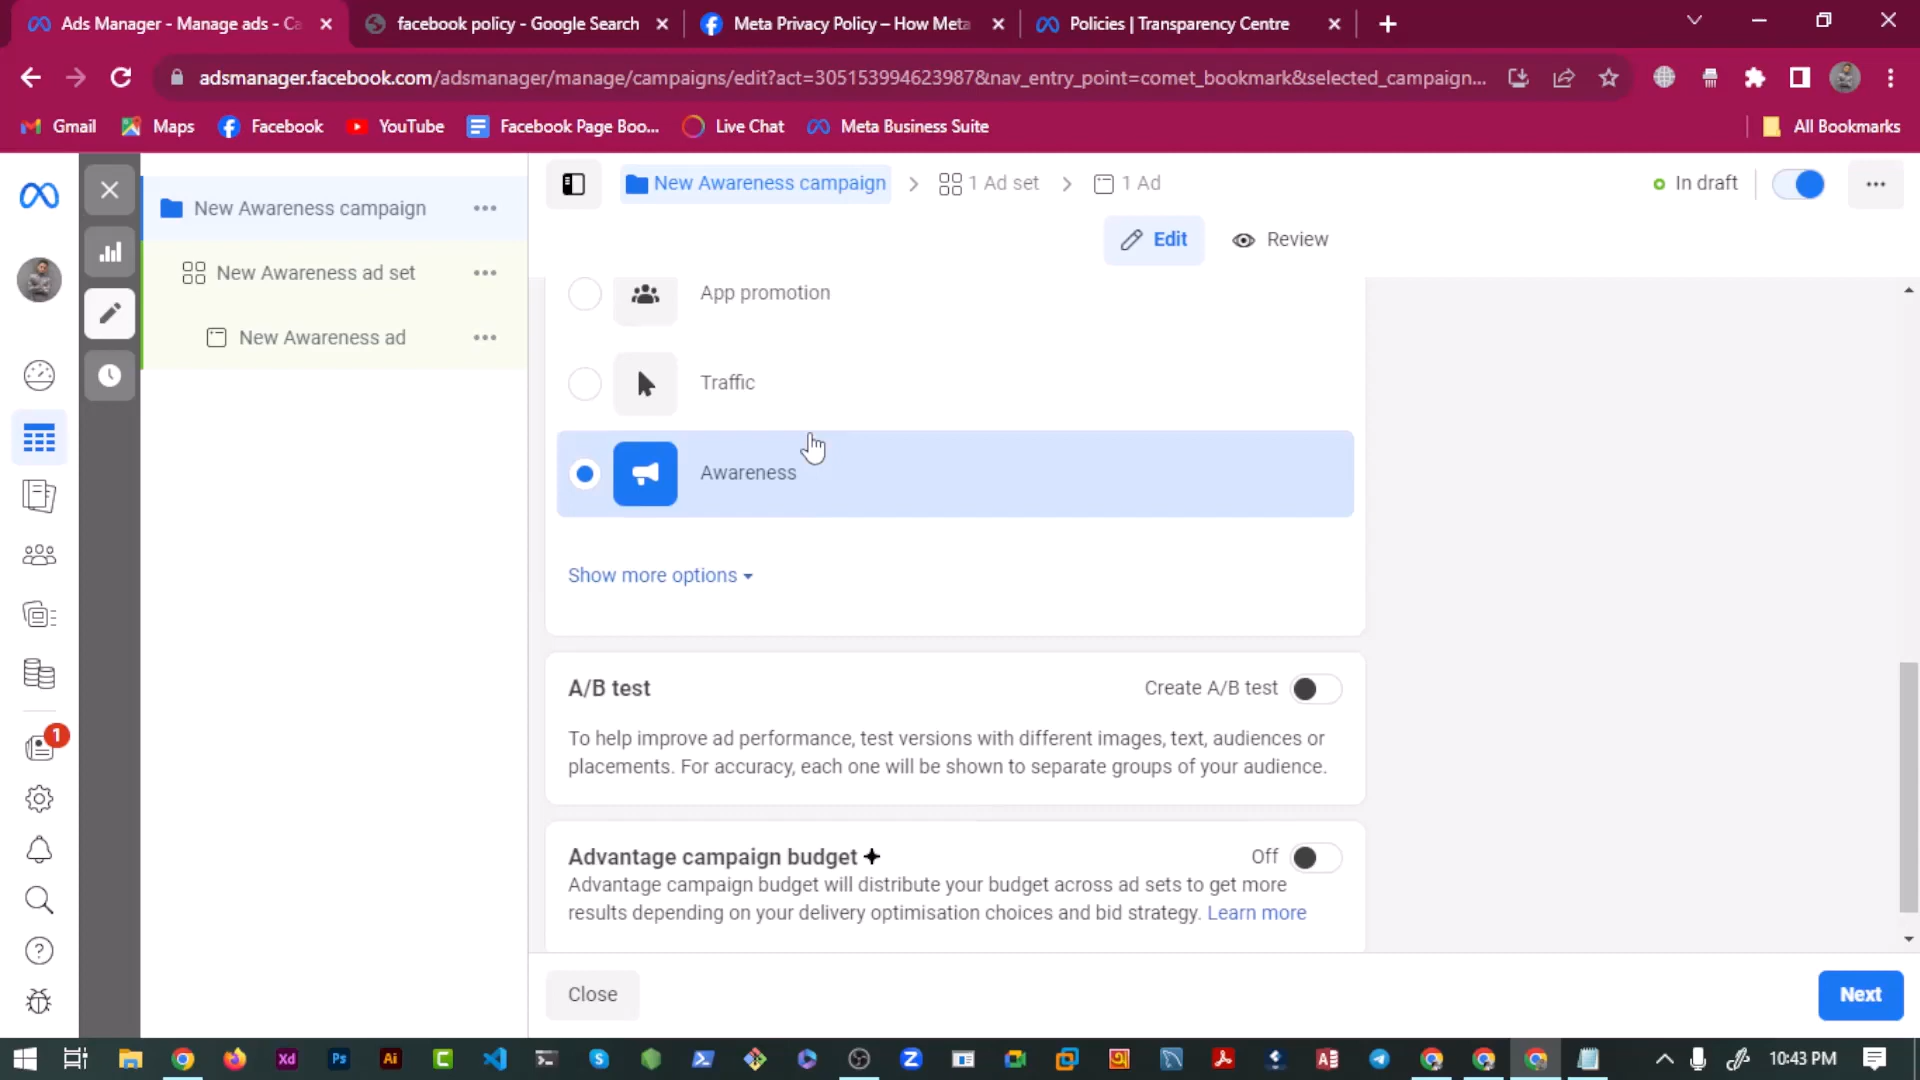 Ads Manager - Manage ads - Ca
facebook policy - Google Search
Meta Privacy Policy – How Meta
Policies | Transparency Centre
adsmanager.facebook.com/adsmanager/manage/campaigns/edit?act=305153994623987&nav_entry_point=comet_bookmark&selected_campaign...
Gmail
Maps
Facebook
YouTube
Facebook Page Boo...
Live Chat
Meta Business Suite
All Bookmarks
New Awareness campaign
New Awareness ad set
New Awareness ad
New Awareness campaign
1 Ad set
1 Ad
In draft
Edit
Review
App promotion
Traffic
Awareness
Show more options
A/B test
Create A/B test
To help improve ad performance, test versions with different images, text, audiences or
placements. For accuracy, each one will be shown to separate groups of your audience.
Advantage campaign budget
Off
Advantage campaign budget will distribute your budget across ad sets to get more
results depending on your delivery optimisation choices and bid strategy. Learn more
Close
Next
1
Xd
Ps
Ai
C
S
Z
10:43 PM